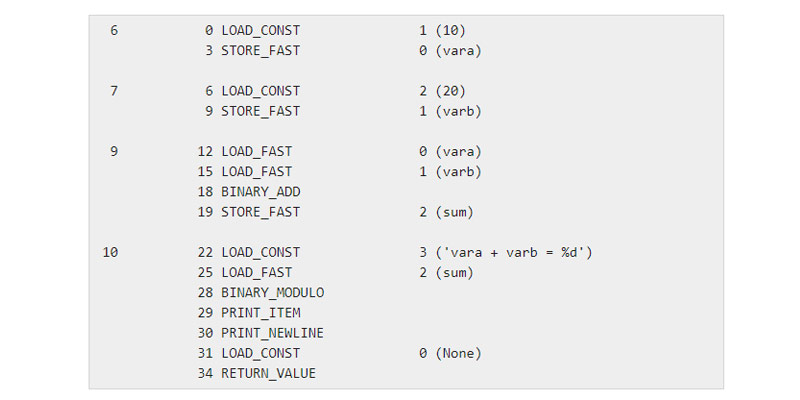 6 0 LOAD_CONST 1 (10)
3 STORE_FAST 0 (vara)
7 6 LOAD_CONST 2 (20)
9 STORE_FAST 1 (varb)
9 12 LOAD_FAST 0 (vara)
15 LOAD_FAST 1 (varb)
18 BINARY_ADD
19 STORE_FAST 2 (sum)
10 22 LOAD_CONST 3 ('vara + varb = %d')
25 LOAD_FAST 2 (sum)
28 BINARY_MODULO
29 PRINT_ITEM
30 PRINT_NEWLINE
31 LOAD_CONST 0 (None)
34 RETURN_VALUE